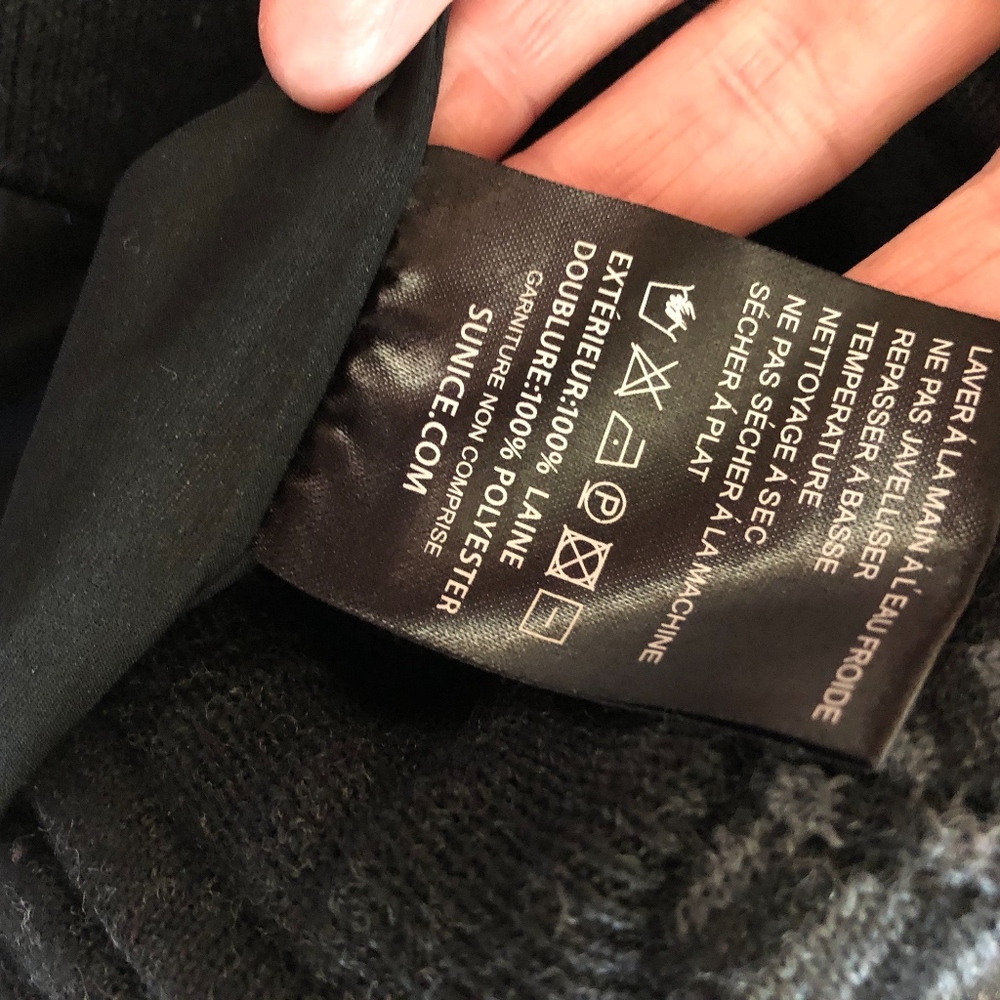 LAVER Á LA MAIN Á L'EAU FROIDE
NE PAS JAVELLISER
REPASSER A BASSE
TEMPERATURE
NETTOYAGE A SEC
NE PAS SÉCHER Á LA MACHINE
SÉCHER Á PLAT
P
EXTÉRIEUR:100% LAINE
DOUBLURE:100% POLYESTER
GARNITURE NON COMPRISE
SUNICE.COM